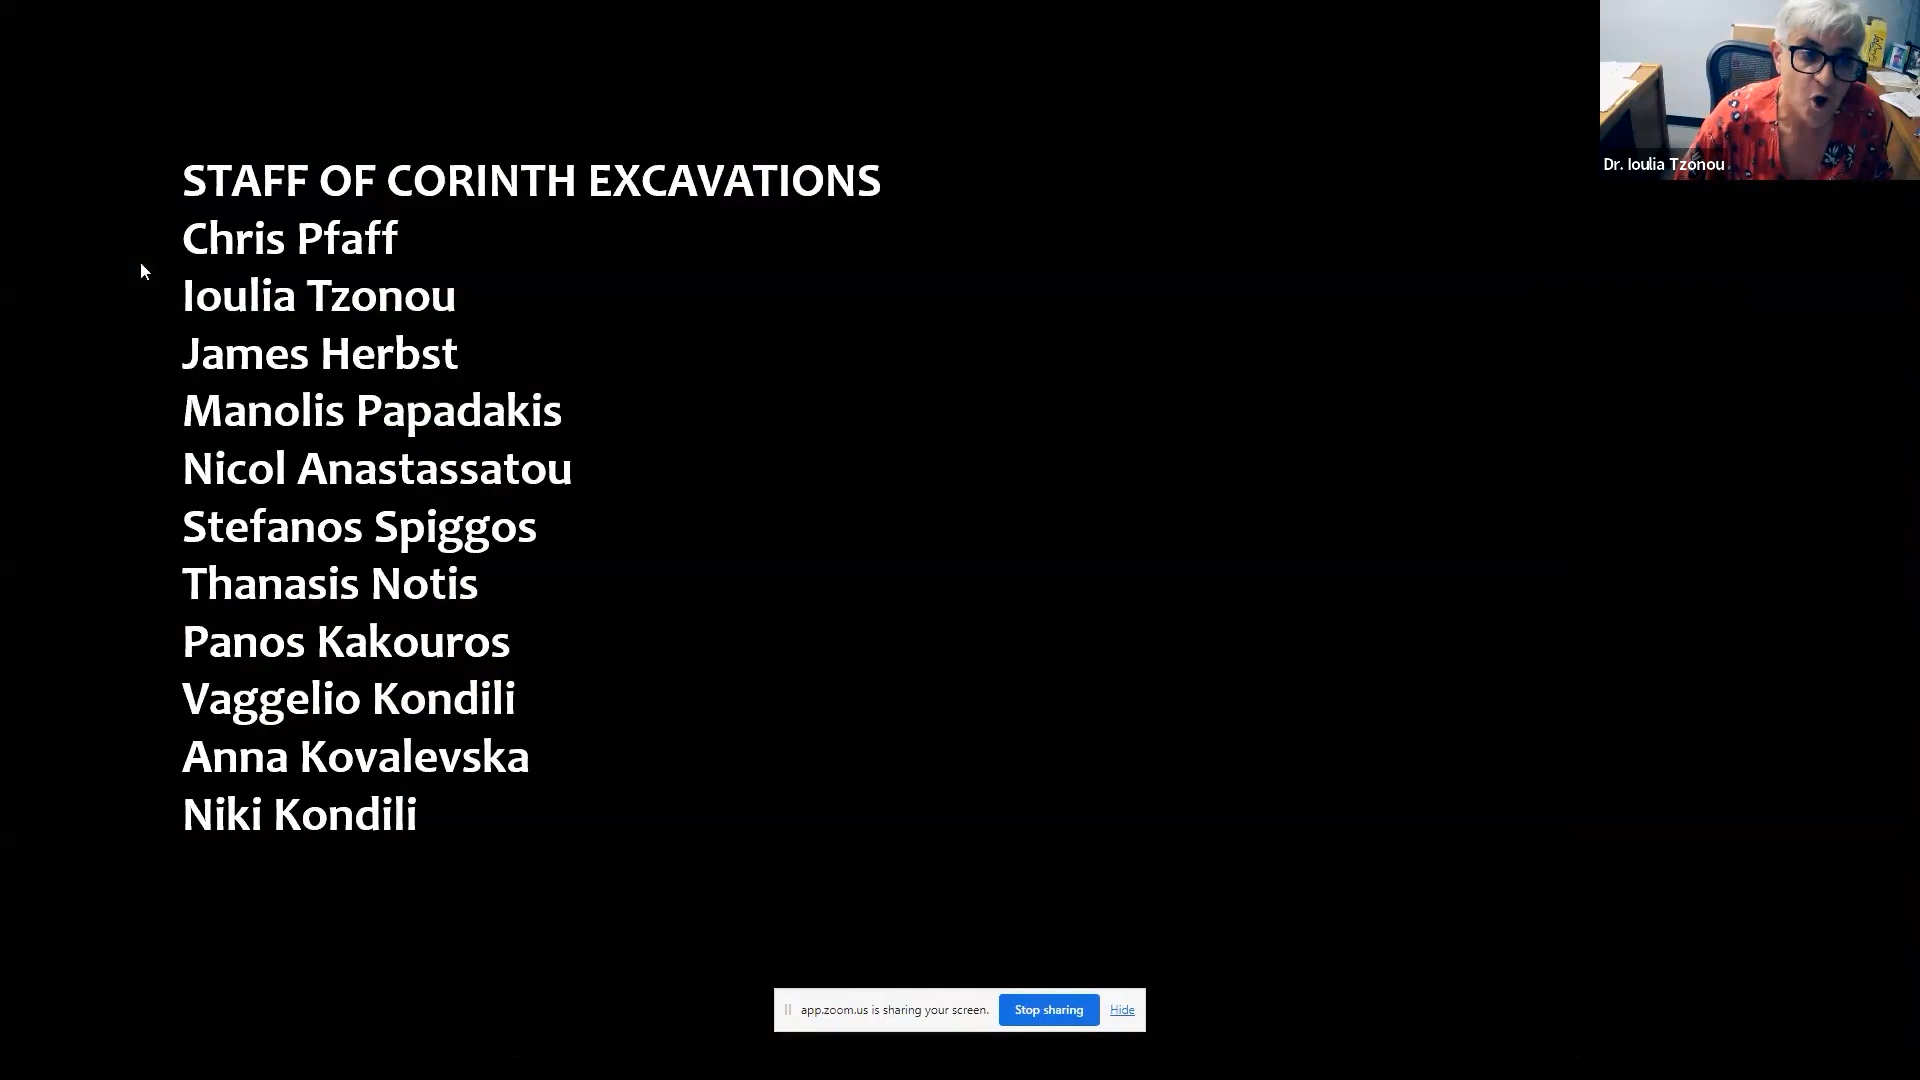 STAFF OF CORINTH EXCAVATIONS
Chris Pfaff
Ioulia Tzonou
James Herbst
Manolis Papadakis
Nicol Anastassatou
Stefanos Spiggos
Thanasis Notis
Panos Kakouros
Vaggelio Kondili
Anna Kovalevska
Niki Kondili
Dr. Ioulia Tzonou
app.zoom.us is sharing your screen. Stop sharing Hide